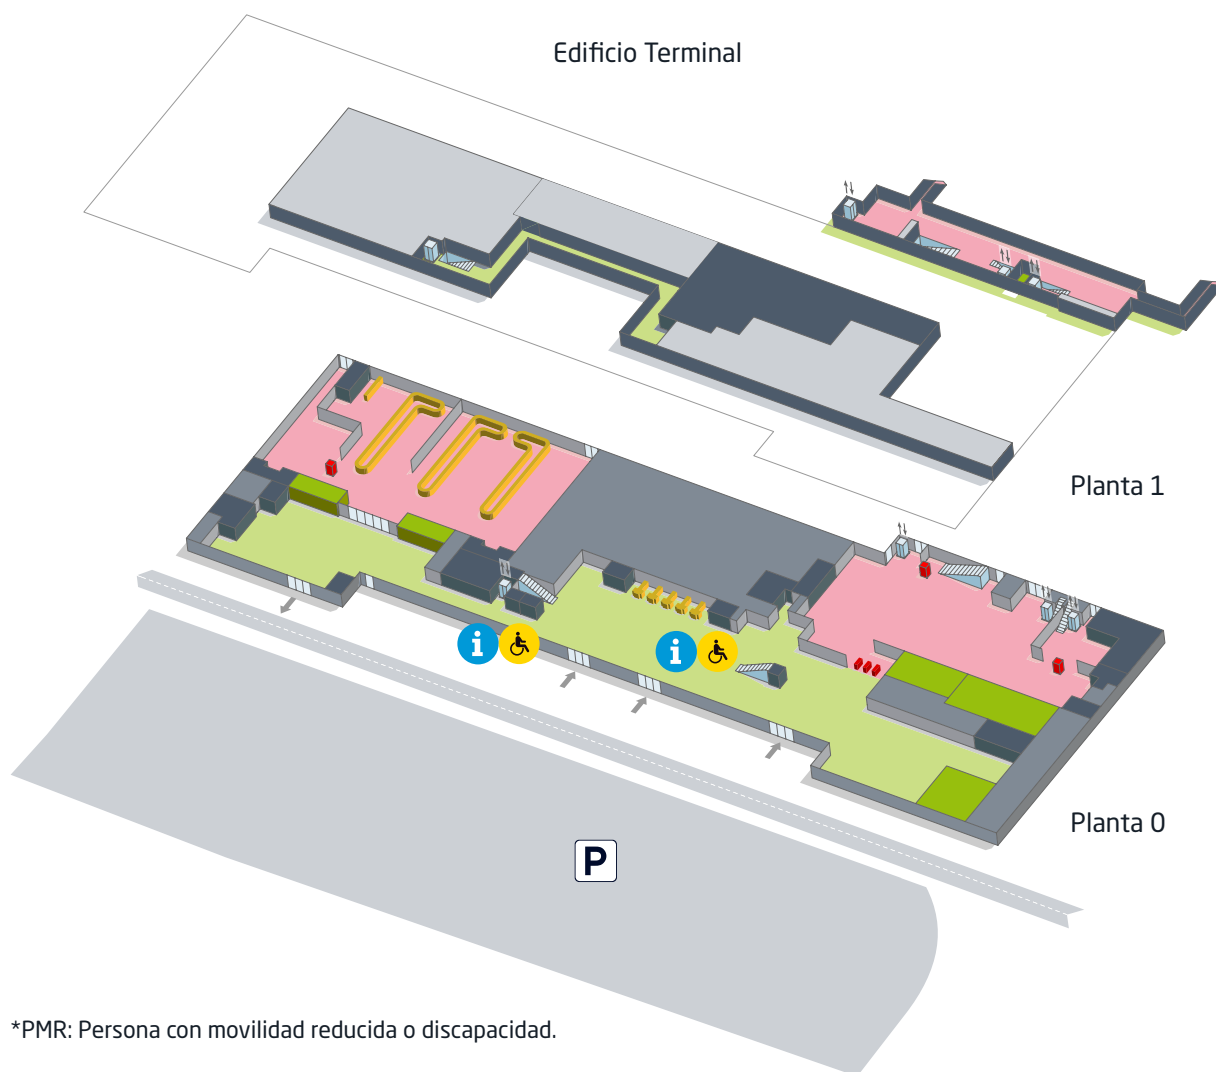 Edificio Terminal
Planta 1
i
i
Planta 0
P
*PMR: Persona con movilidad reducida o discapacidad.